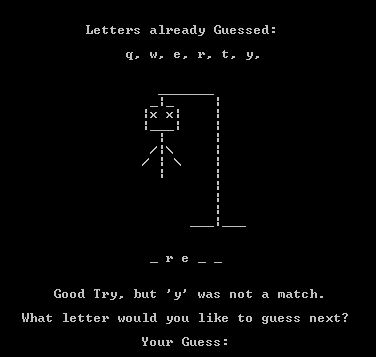 Letters already Guessed:
q, w, e, r, t, y,
x x
_ r e _ _
Good Try, but 'y' was not a match.
What letter would you like to guess next?
Your Guess: